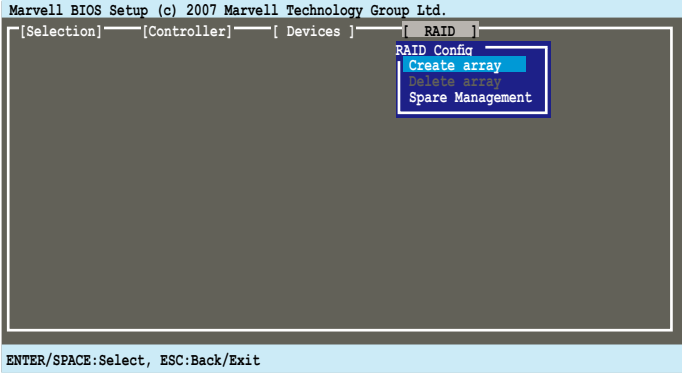 Marvell BIOS Setup (c) 2007 Marvell Technology Group Ltd.
[Selection] [Controller] [ Devices ] [ RAID ]
RAID Config
Create array
Delete array
Spare Management
ENTER/SPACE:Select, ESC:Back/Exit